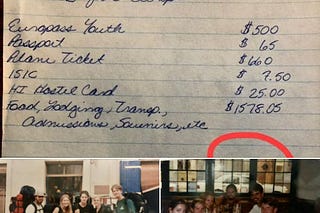 Europass Youth $500
Passport $ 65
Plane Ticket $660
ISIC $ 7.50
HI Hostel Card $ 25.00
Food, Lodging, Transp., $1578.05
Admissions, Souvenirs, etc